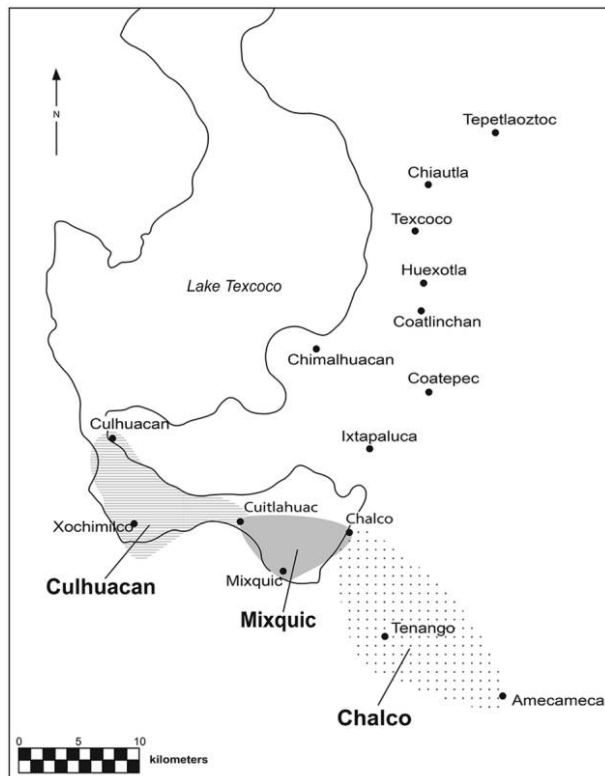 N
Tepetlaoztoc
Chiautla
Texcoco
Lake Texcoco
Huexotla
Coatlinchan
Chimalhuacan
Coatepec
Culhuacan
Ixtapaluca
Cuitlahuac
Xochimilco
Chalco
Mixquic
Culhuacan
Mixquic
Tenango
Amecameca
Chalco
0 10
kilometers